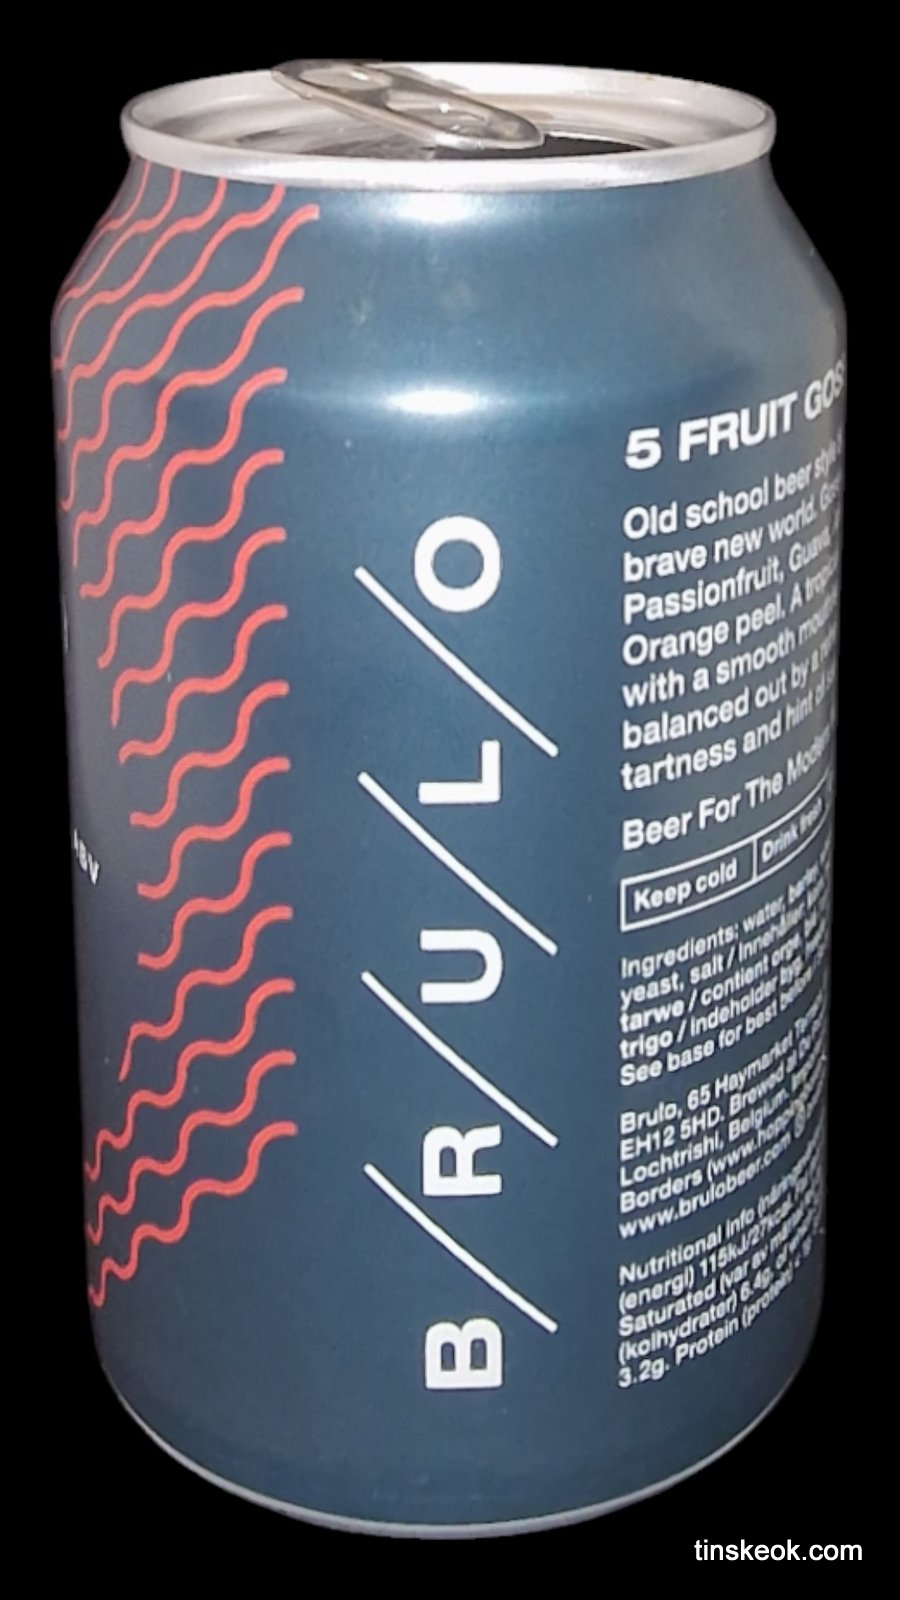 ABV
B/R/U/L/O
5 FRUIT GOS
Old school beer style
brave new world.
Passionfruit, Guava,
Orange peel. A
with a smooth
balanced out by a
tartness and hint of
Beer For The Modern
Keep cold
Drink fresh
Ingredients: water, barley,
yeast, salt / Innehåller:
tarwe / contient orge,
trigo / indeholder byg,
See base for best before
Brulo, 65 Haymarket
EH12 5HD. Brewed at De
Lochtrishi, Belgium.
Borders (www.
www.brulobeer.com
Nutritional info
(energi) 115kJ/27kcal.
Saturated (var av
(kolhydrater) 6.4g, of
3.2g. Protein (protein)
tinskeok.com